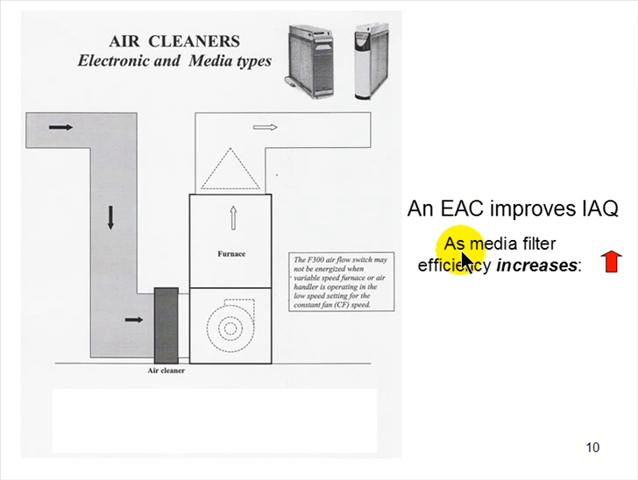 AIR CLEANERS
Electronic and Media types
An EAC improves IAQ
As media filter
efficiency increases:
Furnace
The F300 air flow switch may
not be energized when
variable speed furnace or air
handler is operating in the
low speed setting for the
constant fan (CF) speed.
Air cleaner
10